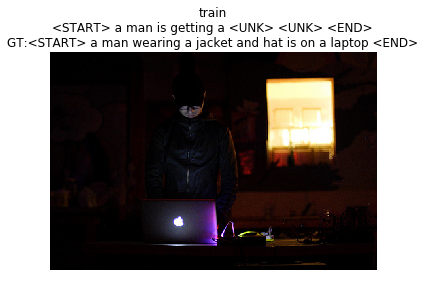 train
<START> a man is getting a <UNK> <UNK> <END>
GT:<START> a man wearing a jacket and hat is on a laptop <END>